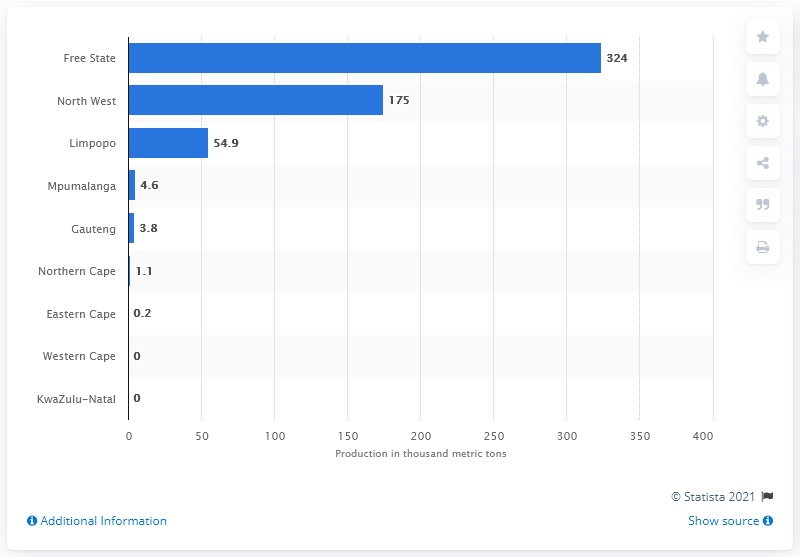 Free State 324
North West 175
Limpopo 54.9
Mpumalanga 4.6
Gauteng 3.8
Northern Cape 1.1
Eastern Cape 0.2
Western Cape 0
KwaZulu-Natal 0
0 50 100 150 200 250 300 350 400
Production in thousand metric tons
© Statista 2021
Additional Information Show source